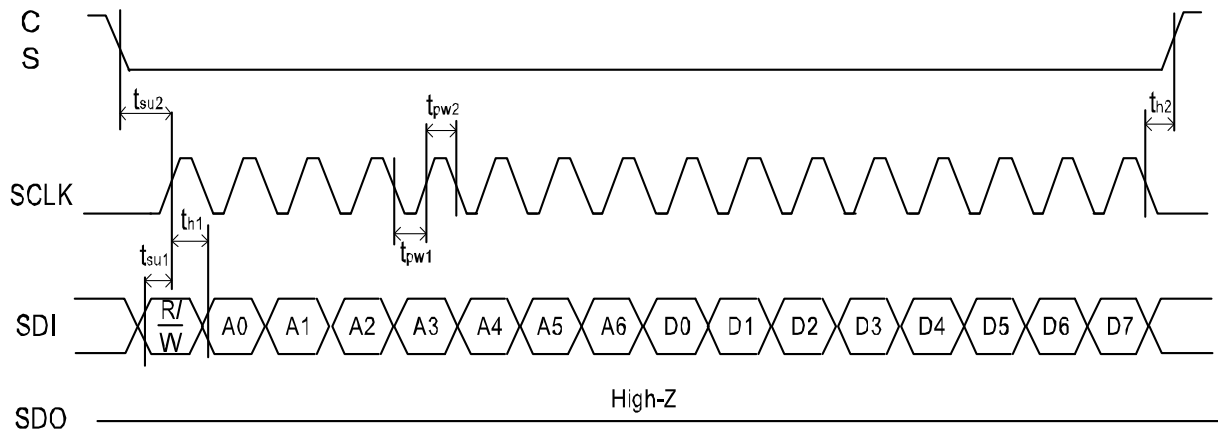 C
S
tsu2
tpw2
th2
SCLK
th1
tpw1
tsu1
SDI
R/
W
A0
A1
A2
A3
A4
A5
A6
D0
D1
D2
D3
D4
D5
D6
D7
High-Z
SDO